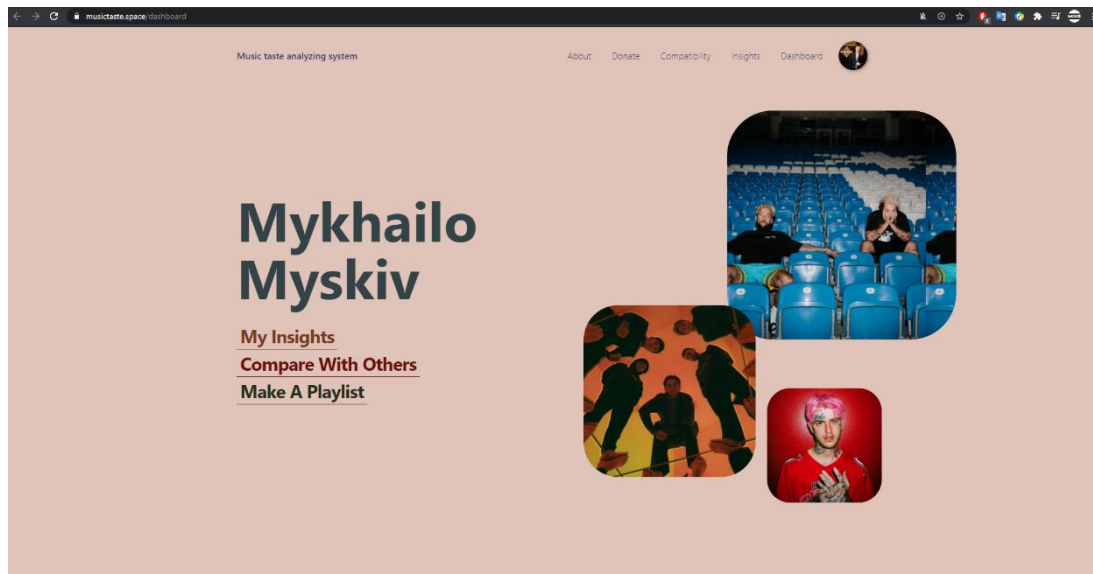 musictaste.space/dashboard
Music taste analyzing system
About Donate Compatibility Insights Dashboard
Mykhailo
Myskiv
My Insights
Compare With Others
Make A Playlist